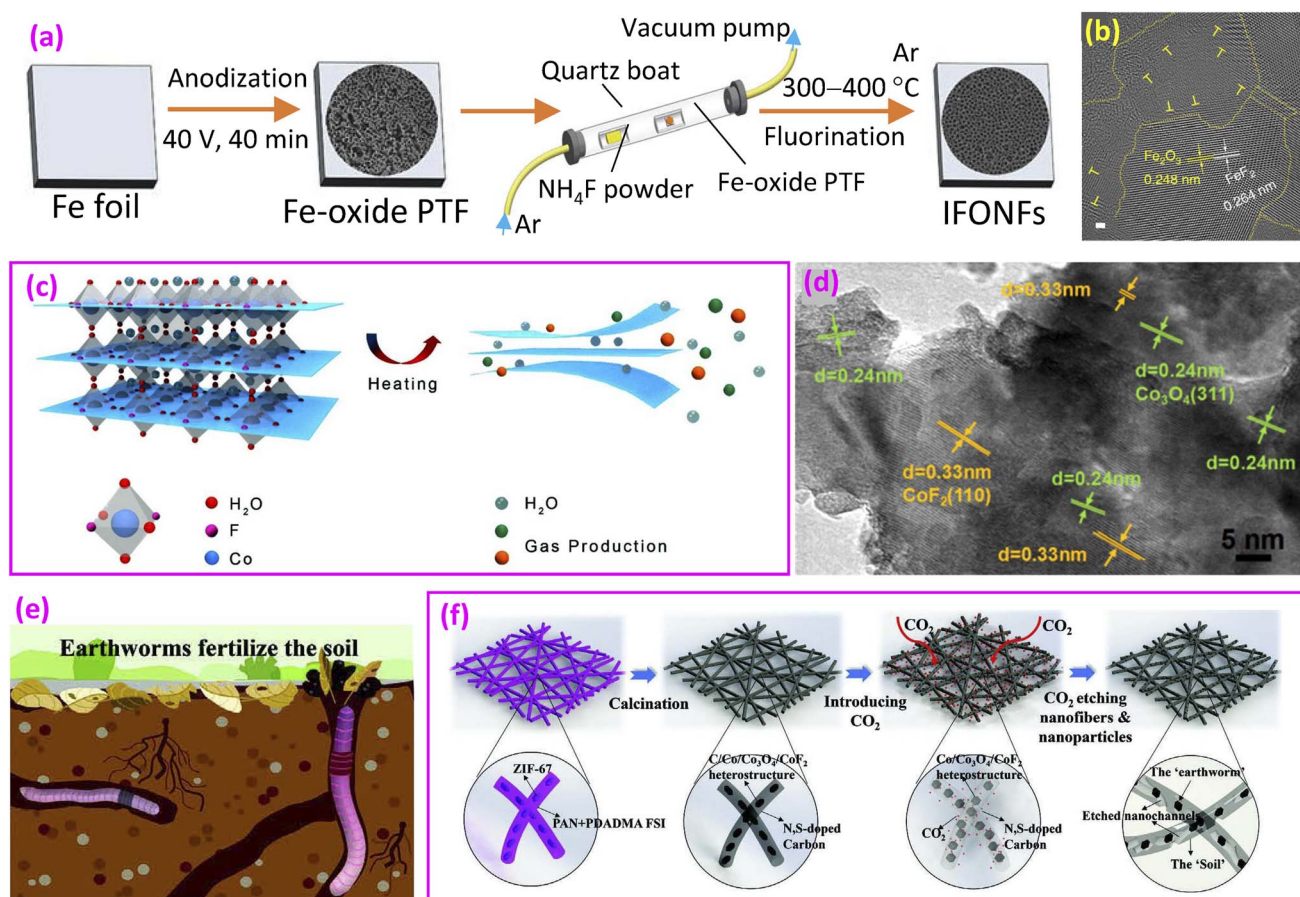 (a)
Anodization
40 V, 40 min
Fe foil
Fe-oxide PTF
Vacuum pump
Quartz boat
NH₄F powder
Fe-oxide PTF
Ar
Ar
300–400 °C
Fluorination
IFONFs
(b)
Fe₂O₃
0.248 nm
FeF₂
0.264 nm
(c)
Heating
H₂O
F
Co
H₂O
Gas Production
(d)
d=0.33nm
d=0.24nm
d=0.24nm
Co₃O₄(311)
d=0.33nm
CoF₂(110)
d=0.24nm
d=0.24nm
d=0.33nm
5 nm
(e)
Earthworms fertilize the soil
(f)
Calcination
Introducing
CO₂
CO₂
CO₂
CO₂ etching
nanofibers &
nanoparticles
ZIF-67
PAN+PDADMA FSI
C/Co/Co₃O₄/CoF₂
heterostructure
N,S-doped
Carbon
Co/Co₃O₄/CoF₂
heterostructure
CO₂
N,S-doped
Carbon
The 'earthworm'
Etched nanochannels
The 'Soil'